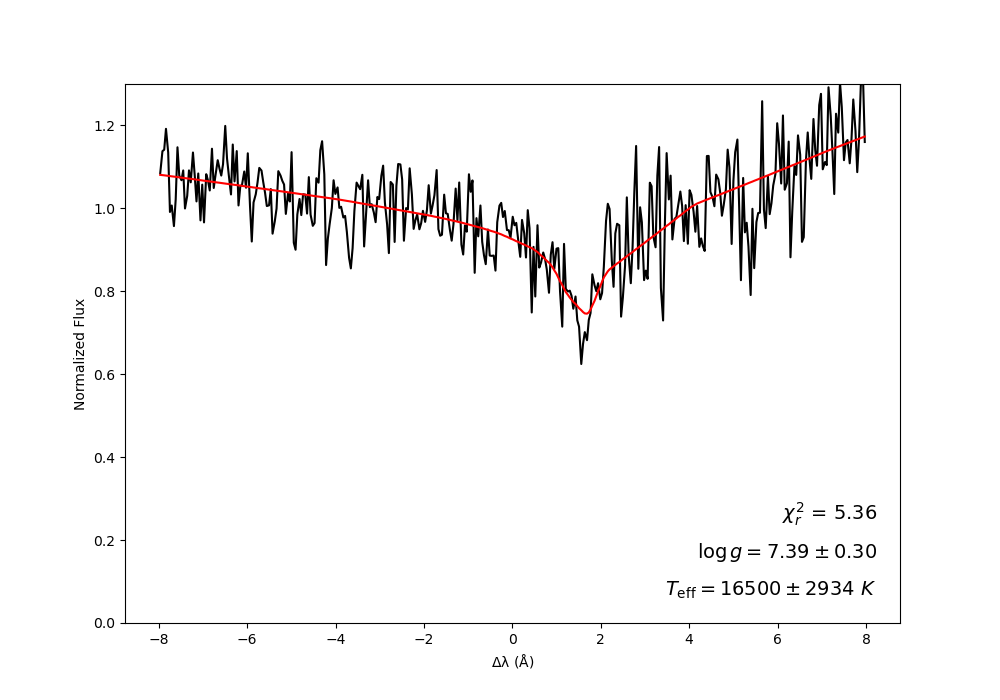 1.2
1.0
0.8
0.6
0.4
0.2
0.0
Normalized Flux
χ²ᵣ = 5.36
log g = 7.39 ± 0.30
T_eff = 16500 ± 2934 K
−8 −6 −4 −2 0 2 4 6 8
Δλ (Å)